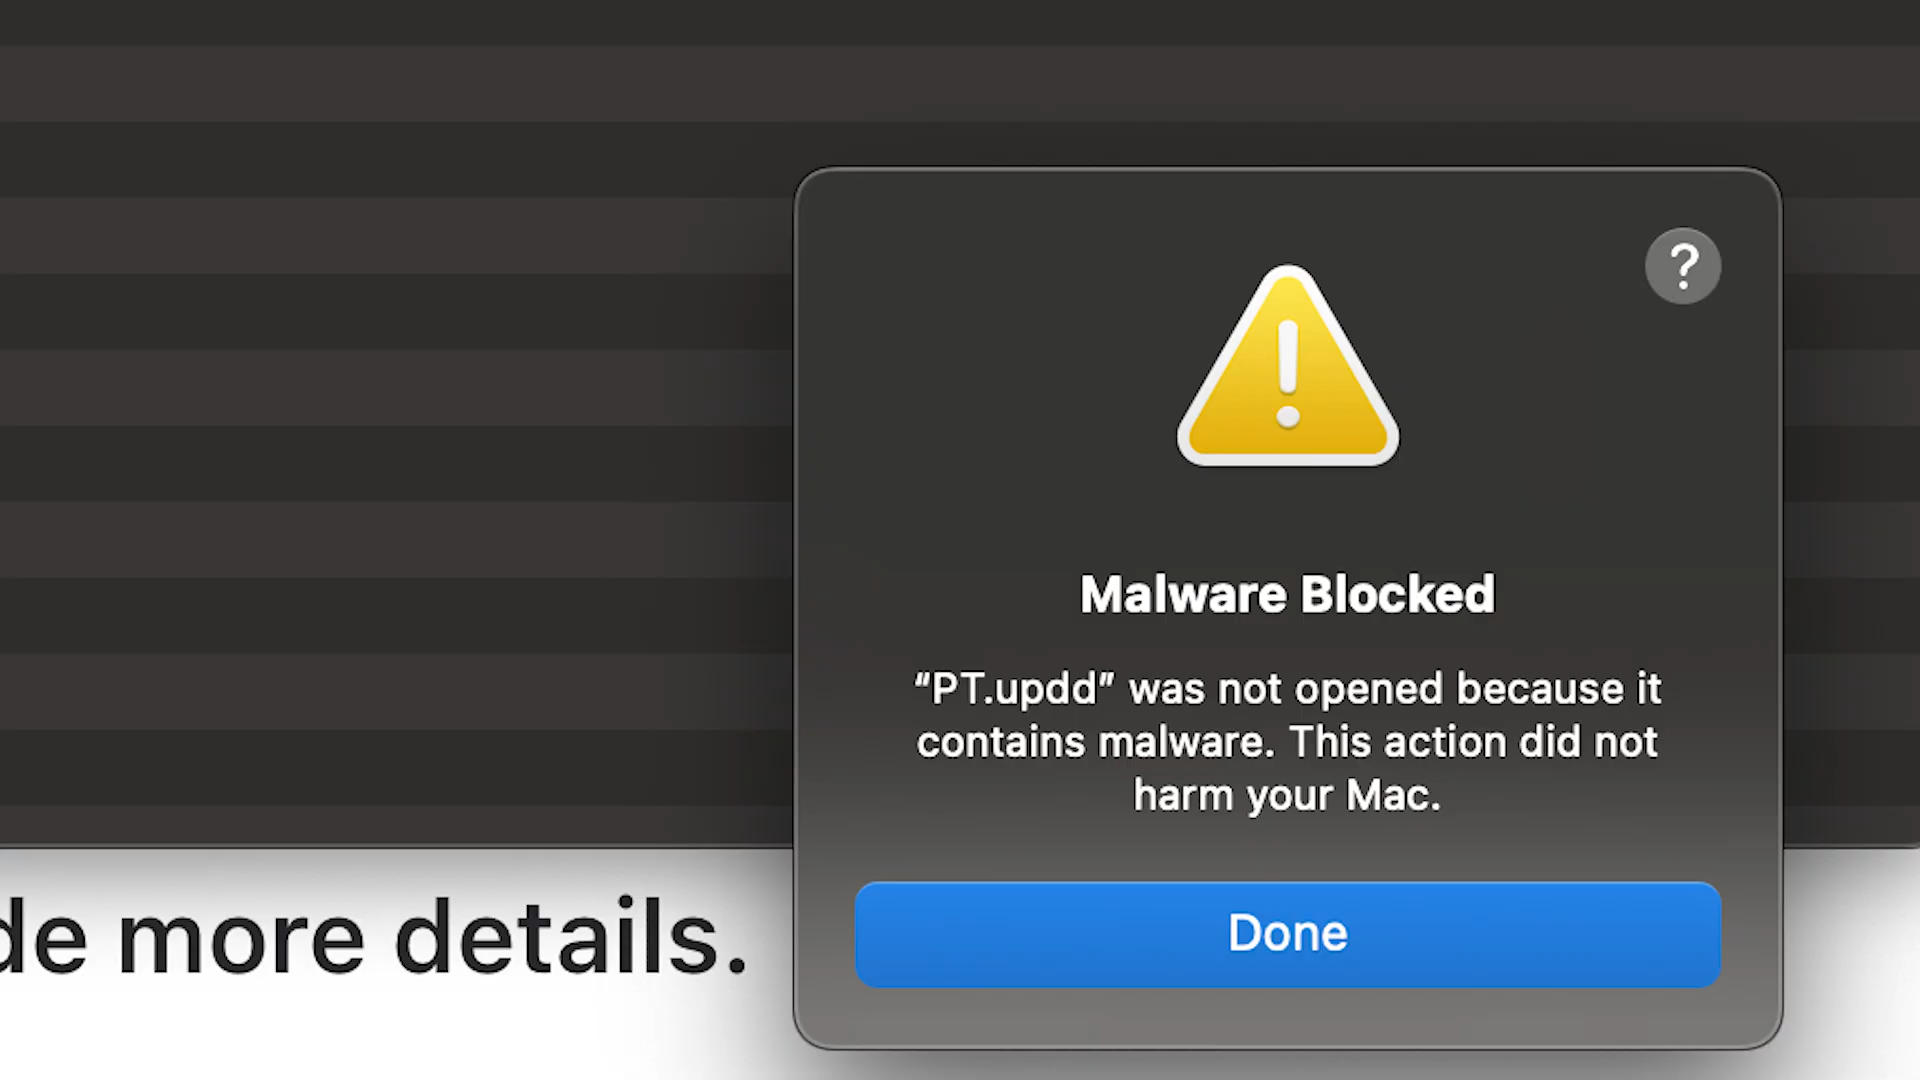 ?
Malware Blocked
“PT.updd” was not opened because it
contains malware. This action did not
harm your Mac.
de more details.
Done